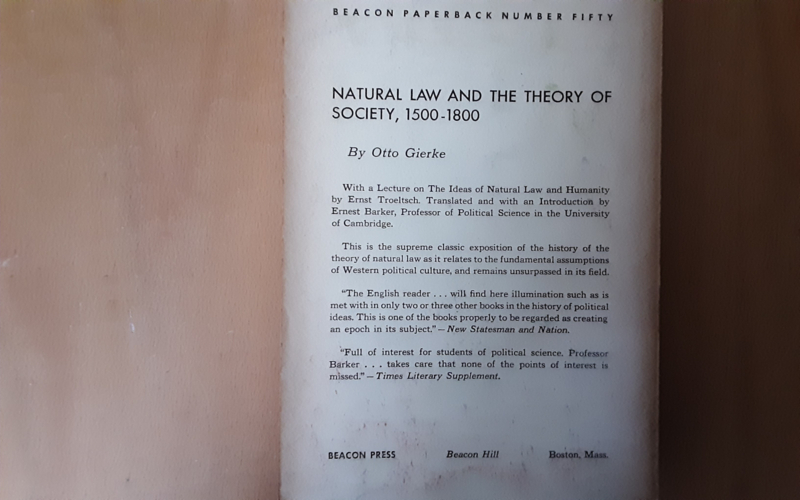 BEACON PAPERBACK NUMBER FIFTY
NATURAL LAW AND THE THEORY OF
SOCIETY, 1500-1800
By Otto Gierke
With a Lecture on The Ideas of Natural Law and Humanity
by Ernst Troeltsch. Translated and with an Introduction by
Ernest Barker, Professor of Political Science in the University
of Cambridge.
This is the supreme classic exposition of the history of the
theory of natural law as it relates to the fundamental assumptions
of Western political culture, and remains unsurpassed in its field.
"The English reader . . . will find here illumination such as is
met with in only two or three other books in the history of political
ideas. This is one of the books properly to be regarded as creating
an epoch in its subject." — New Statesman and Nation.
"Full of interest for students of political science. Professor
Barker . . . takes care that none of the points of interest is
missed." — Times Literary Supplement.
BEACON PRESS Beacon Hill Boston, Mass.